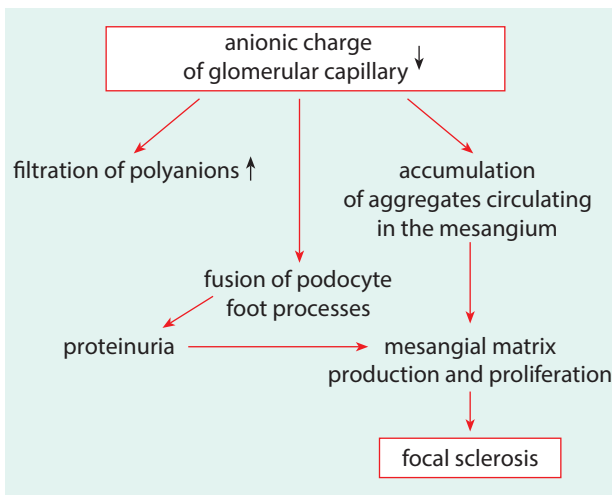 anionic charge
of glomerular capillary ↓
filtration of polyanions ↑
accumulation
of aggregates circulating
in the mesangium
fusion of podocyte
foot processes
proteinuria
mesangial matrix
production and proliferation
focal sclerosis